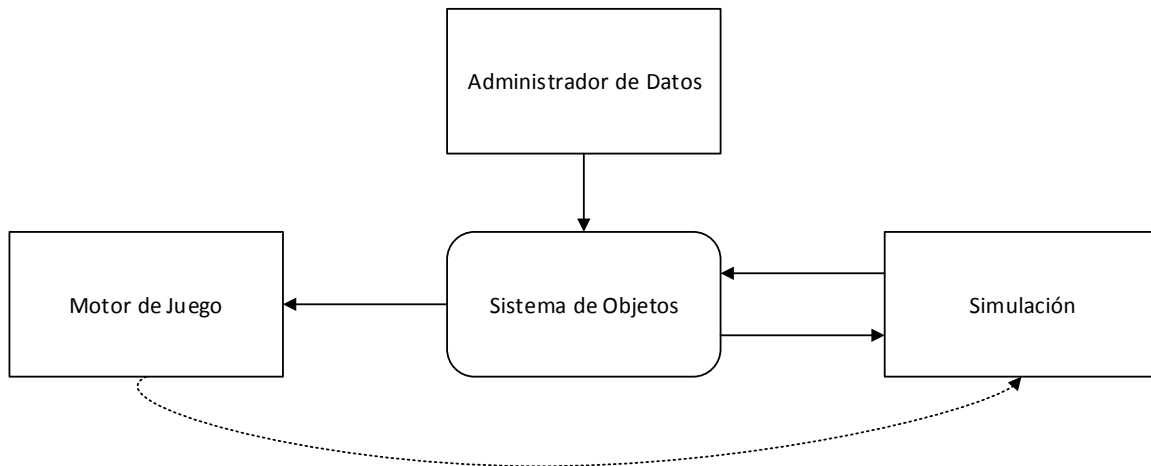 Administrador de Datos
Motor de Juego
Sistema de Objetos
Simulación